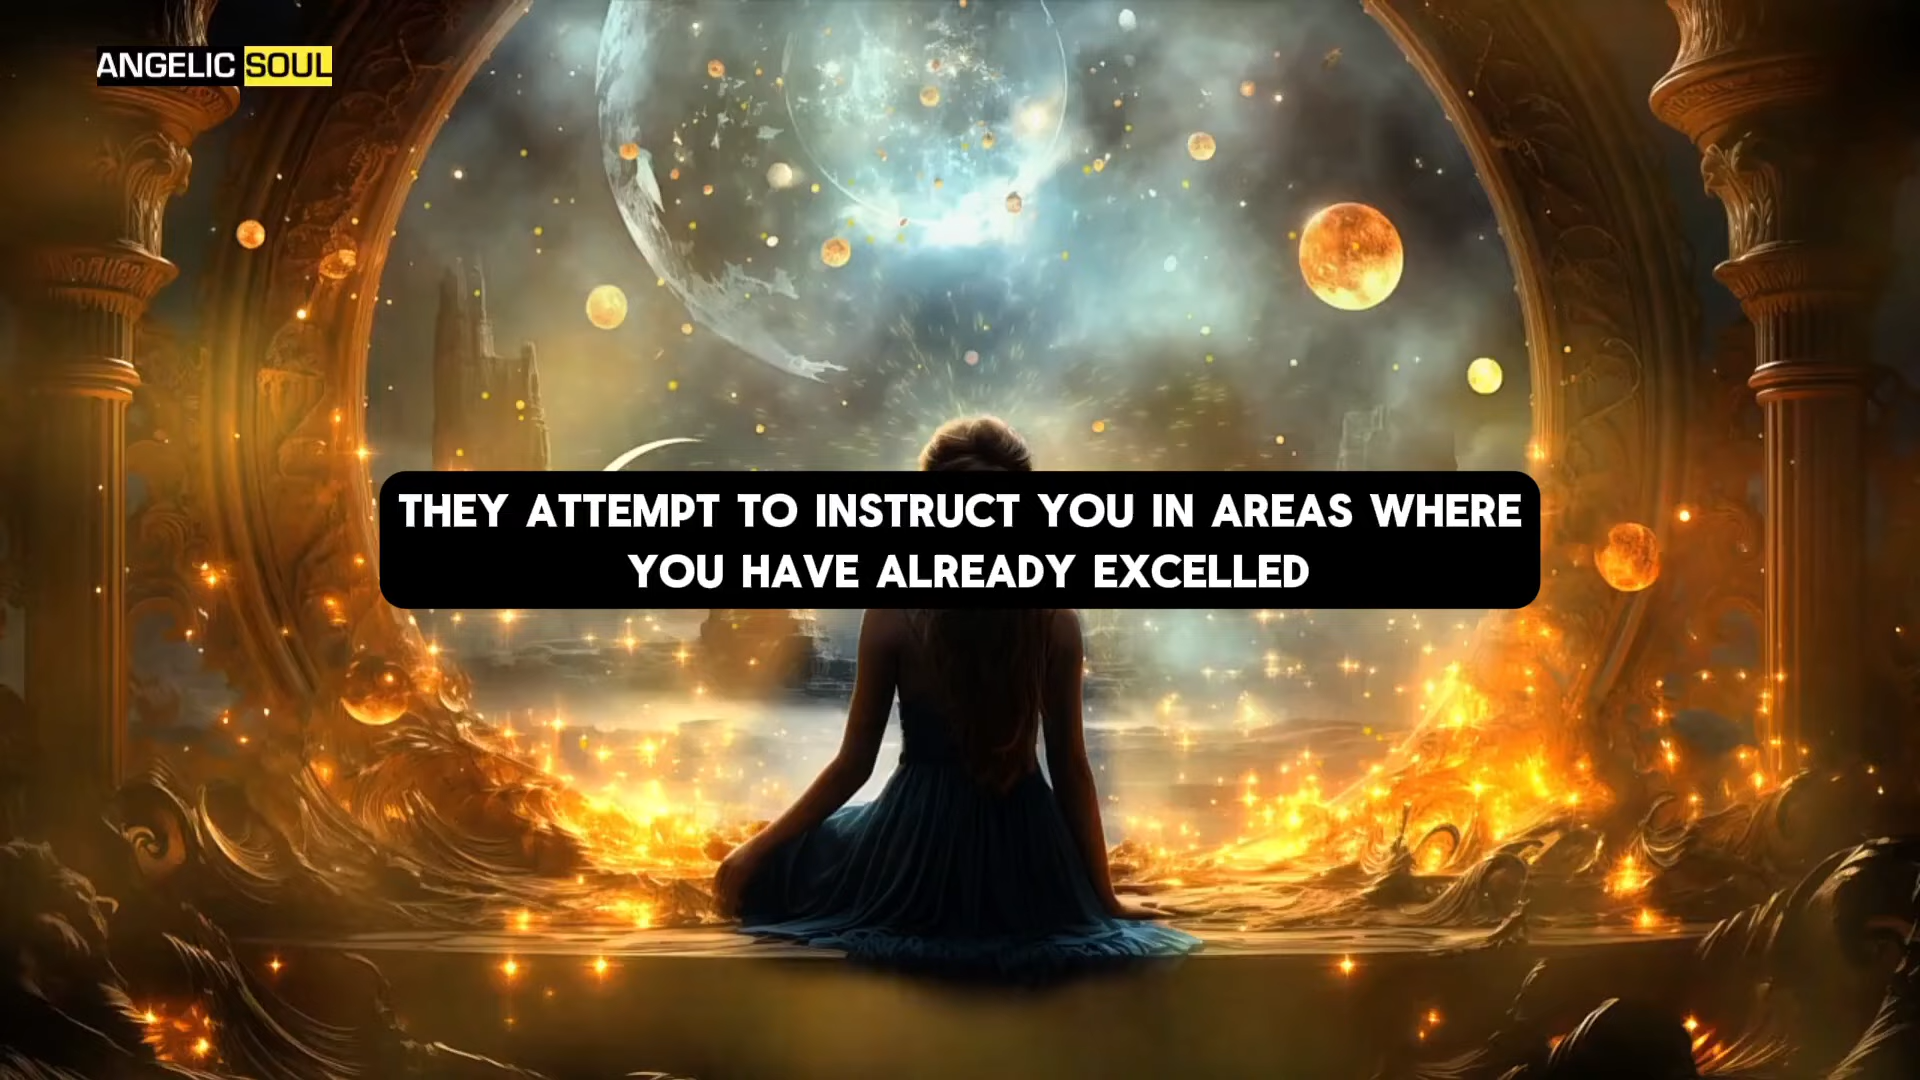 ANGELIC SOUL
THEY ATTEMPT TO INSTRUCT YOU IN AREAS WHERE
YOU HAVE ALREADY EXCELLED